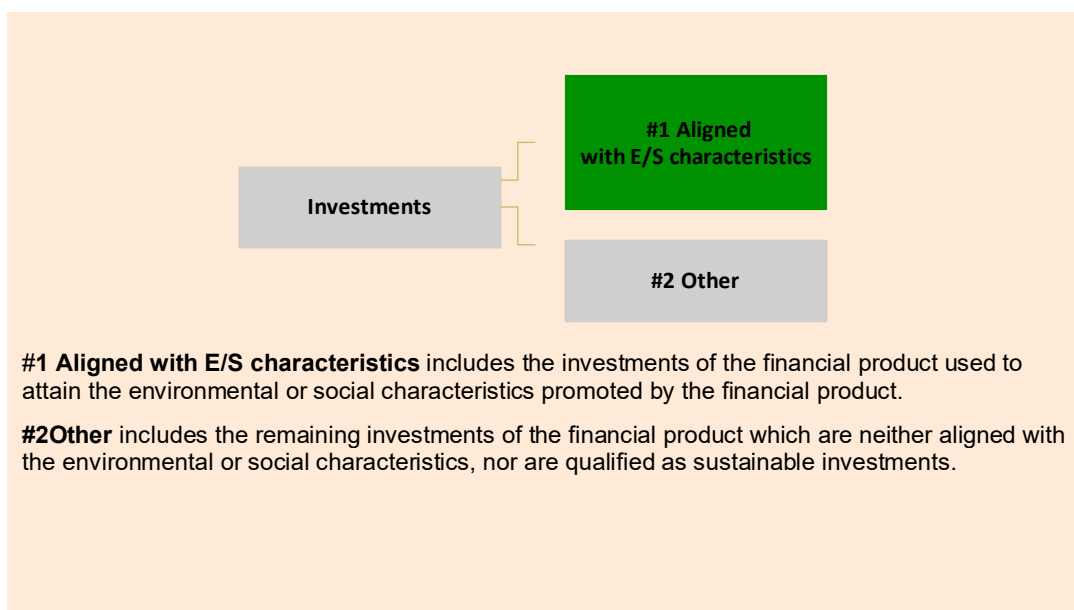 #1 Aligned
with E/S characteristics
Investments
#2 Other
#1 Aligned with E/S characteristics includes the investments of the financial product used to
attain the environmental or social characteristics promoted by the financial product.
#2Other includes the remaining investments of the financial product which are neither aligned with
the environmental or social characteristics, nor are qualified as sustainable investments.